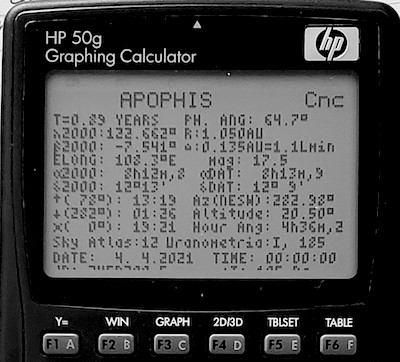 HP 50g
Graphing Calculator
hp
APOPHIS Cnc
T=0.89 YEARS PH. ANG: 64.7°
λ2000:122.662° R:1.050AU
β2000: -7.541° Δ:0.135AU=1.1Lmin
ELONG: 108.3°E mag: 17.5
α2000: 8h12m,8 αDAT: 8h13m,9
δ2000: 12°13' δDAT: 12° 9'
↑( 78°): 13:19 Az(NESW):282.98°
↓(282°): 01:26 Altitude: 20.50°
x( 0°): 19:21 Hour Ang: 4h36m,2
Sky Atlas:12 Uranometria:I, 185
DATE: 4. 4.2021 TIME: 00:00:00
Y= WIN GRAPH 2D/3D TBLSET TABLE
F1 A F2 B F3 C F4 D F5 E F6 F